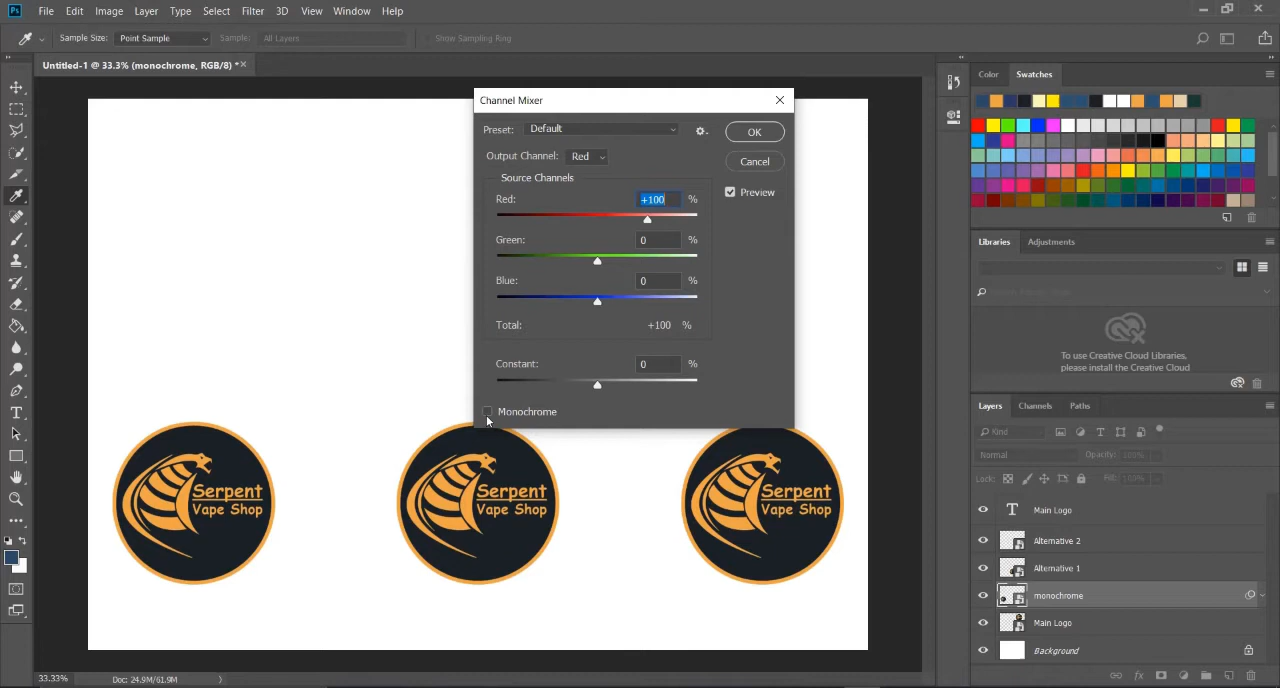 Ps File Edit Image Layer Type Select Filter 3D View Window Help
Sample Size: Point Sample Sample: All Layers Show Sampling Ring
Untitled-1 @ 33.3% (monochrome, RGB/8) *
Channel Mixer
Preset: Default
OK
Output Channel: Red
Cancel
Source Channels
Preview
Red: +100 %
Green: 0 %
Blue: 0 %
Total: +100 %
Constant: 0 %
Monochrome
Serpent
Vape Shop
Serpent
Vape Shop
Serpent
Vape Shop
Color Swatches
Libraries Adjustments
To use Creative Cloud Libraries,
please install the Creative Cloud
Layers Channels Paths
Kind
Normal Opacity: 100%
Lock: Fill: 100%
T Main Logo
Alternative 2
Alternative 1
monochrome
Main Logo
Background
fx
33.33% Doc: 24.9M/61.9M